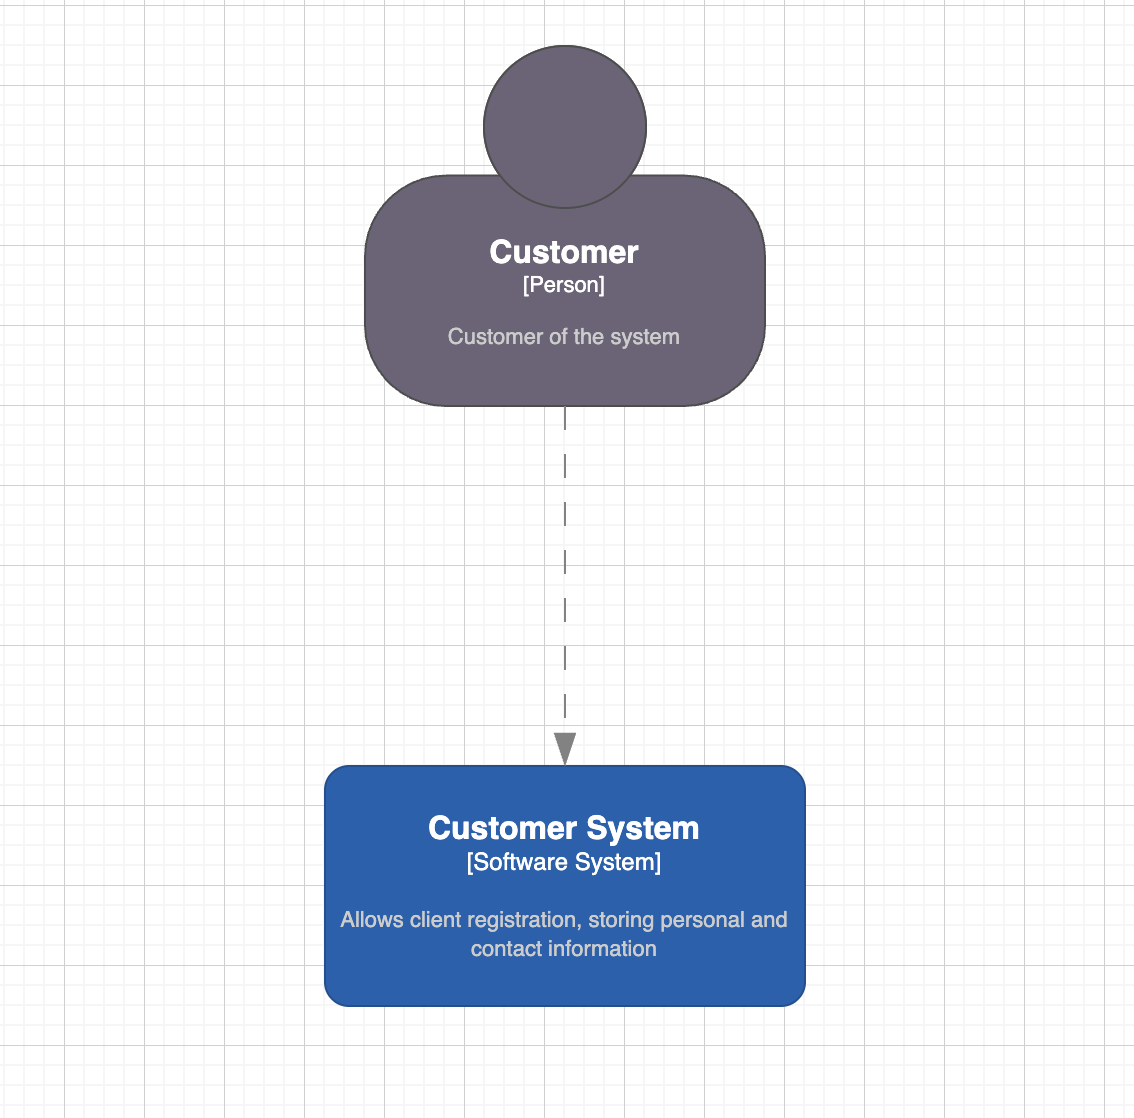 Customer
[Person]
Customer of the system
Customer System
[Software System]
Allows client registration, storing personal and
contact information